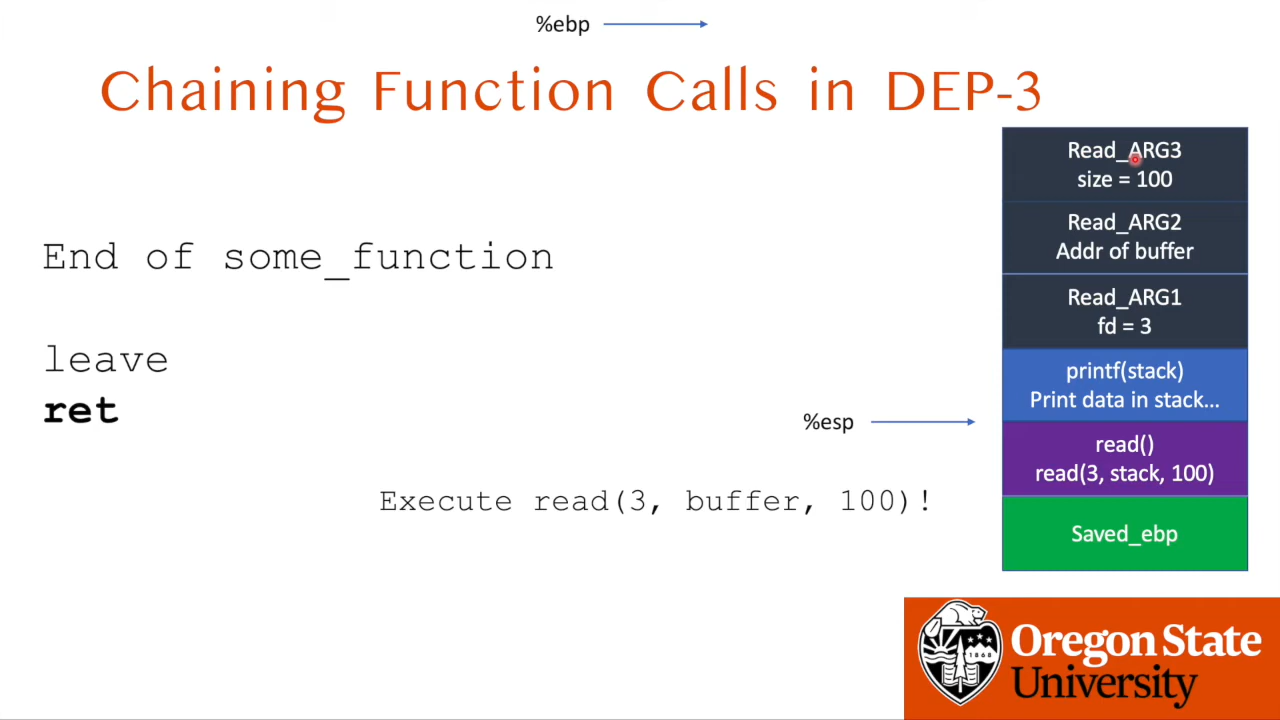 %ebp
Chaining Function Calls in DEP-3
Read_ARG3
size = 100
Read_ARG2
Addr of buffer
End of some_function
Read_ARG1
fd = 3
leave
printf(stack)
Print data in stack...
ret
%esp
read()
read(3, stack, 100)
Execute read(3, buffer, 100)!
Saved_ebp
1868
Oregon State
University